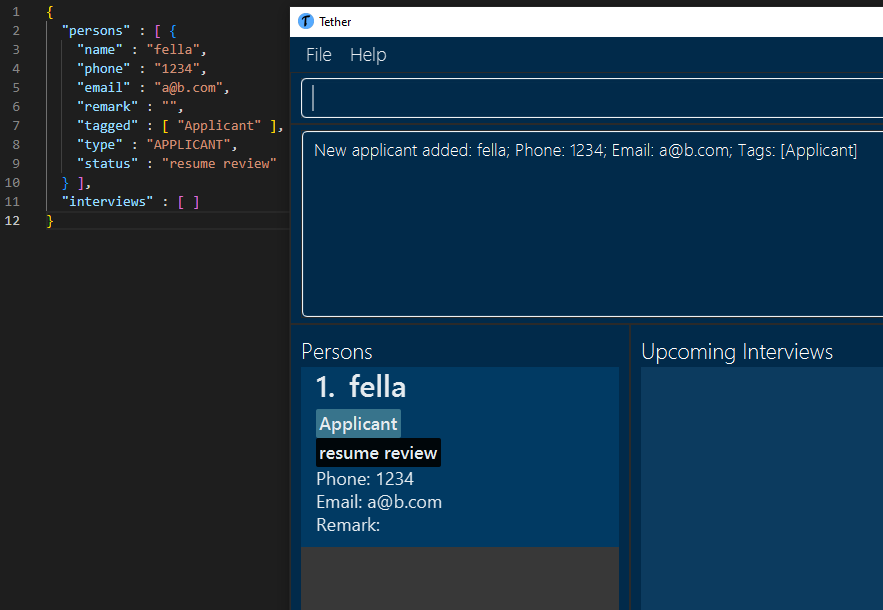 1 {
2 "persons" : [ {
3 "name" : "fella",
4 "phone" : "1234",
5 "email" : "a@b.com",
6 "remark" : "",
7 "tagged" : [ "Applicant" ],
8 "type" : "APPLICANT",
9 "status" : "resume review"
10 } ],
11 "interviews" : [ ]
12 }
Tether
File Help
New applicant added: fella; Phone: 1234; Email: a@b.com; Tags: [Applicant]
Persons
1. fella
Applicant
resume review
Phone: 1234
Email: a@b.com
Remark:
Upcoming Interviews